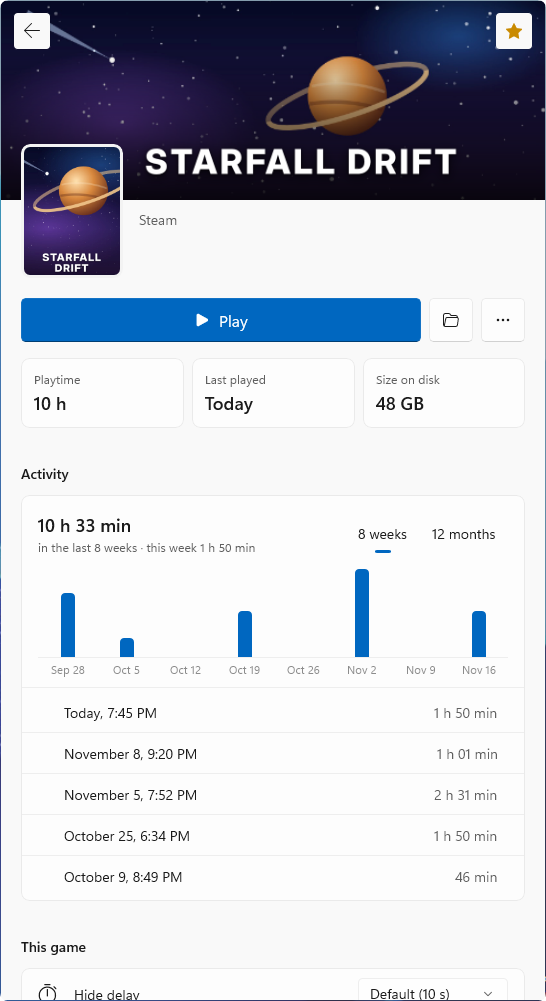 STARFALL DRIFT
STARFALL
DRIFT
Steam
Play
Playtime
10 h
Last played
Today
Size on disk
48 GB
Activity
10 h 33 min
in the last 8 weeks · this week 1 h 50 min
8 weeks
12 months
Sep 28
Oct 5
Oct 12
Oct 19
Oct 26
Nov 2
Nov 9
Nov 16
Today, 7:45 PM
1 h 50 min
November 8, 9:20 PM
1 h 01 min
November 5, 7:52 PM
2 h 31 min
October 25, 6:34 PM
1 h 50 min
October 9, 8:49 PM
46 min
This game
Hide delay
Default (10 s)